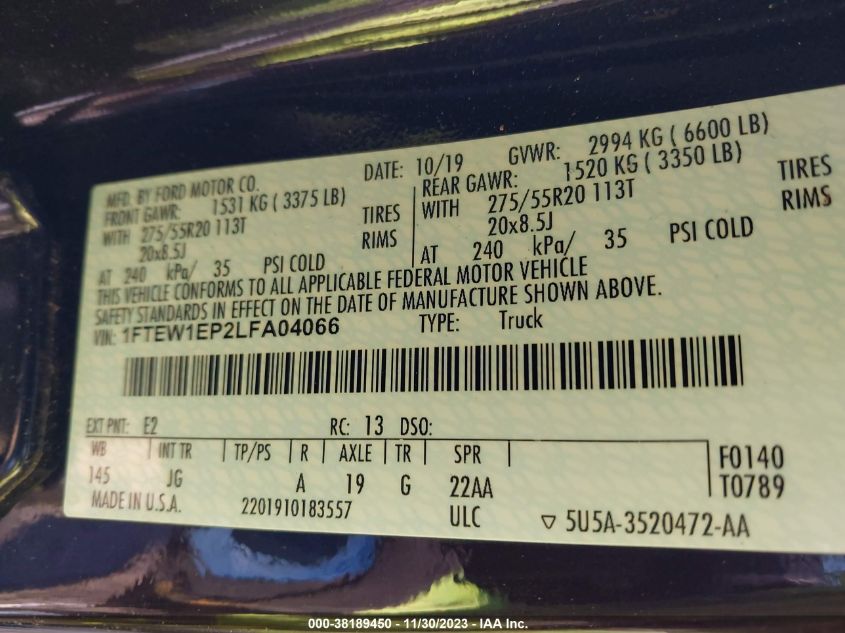 MFD. BY FORD MOTOR CO. DATE: 10/19 GVWR: 2994 KG ( 6600 LB)
FRONT GAWR: 1531 KG ( 3375 LB) REAR GAWR: 1520 KG ( 3350 LB)
WITH 275/55R20 113T TIRES WITH 275/55R20 113T TIRES
20x8.5J RIMS 20x8.5J RIMS
AT 240 kPa/ 35 PSI COLD AT 240 kPa/ 35 PSI COLD
THIS VEHICLE CONFORMS TO ALL APPLICABLE FEDERAL MOTOR VEHICLE
SAFETY STANDARDS IN EFFECT ON THE DATE OF MANUFACTURE SHOWN ABOVE.
VIN: 1FTEW1EP2LFA04066 TYPE: Truck
EXT PNT: E2 RC: 13 DSO:
WB INT TR TP/PS R AXLE TR SPR F0140
145 JG A 19 G 22AA T0789
MADE IN U.S.A. 2201910183557 ULC ▽ 5U5A-3520472-AA
000-38189450 - 11/30/2023 - IAA Inc.